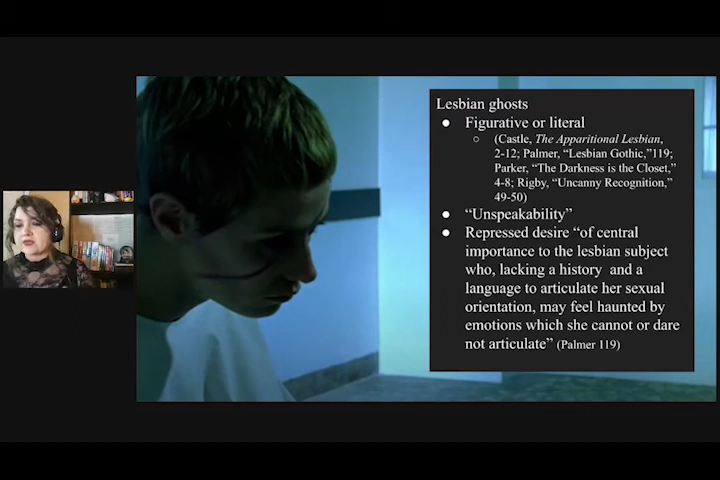 Lesbian ghosts
● Figurative or literal
○ (Castle, The Apparitional Lesbian,
2-12; Palmer, “Lesbian Gothic,”119;
Parker, “The Darkness is the Closet,”
4-8; Rigby, “Uncanny Recognition,”
49-50)
● “Unspeakability”
● Repressed desire “of central
importance to the lesbian subject
who, lacking a history and a
language to articulate her sexual
orientation, may feel haunted by
emotions which she cannot or dare
not articulate” (Palmer 119)